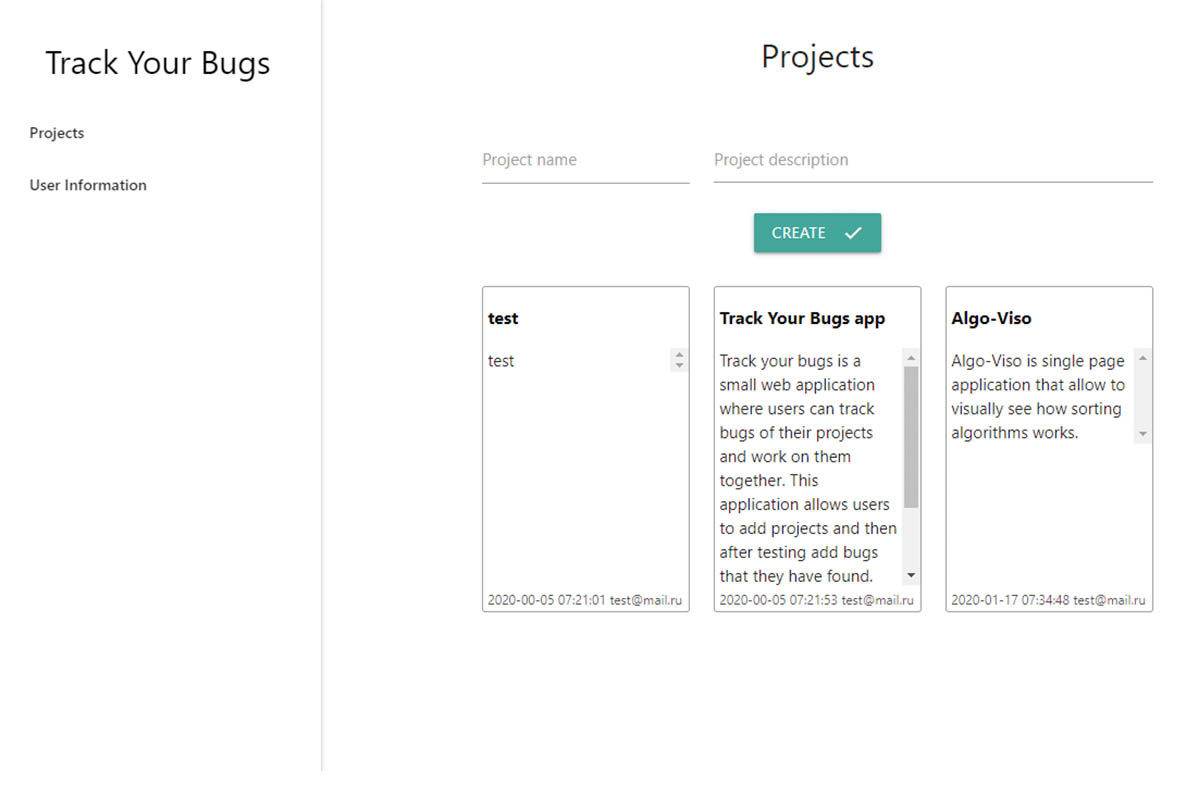 Track Your Bugs
Projects
User Information
Projects
Project name
Project description
CREATE
test
test
2020-00-05 07:21:01 test@mail.ru
Track Your Bugs app
Track your bugs is a
small web application
where users can track
bugs of their projects
and work on them
together. This
application allows users
to add projects and then
after testing add bugs
that they have found.
2020-00-05 07:21:53 test@mail.ru
Algo-Viso
Algo-Viso is single page
application that allow to
visually see how sorting
algorithms works.
2020-01-17 07:34:48 test@mail.ru